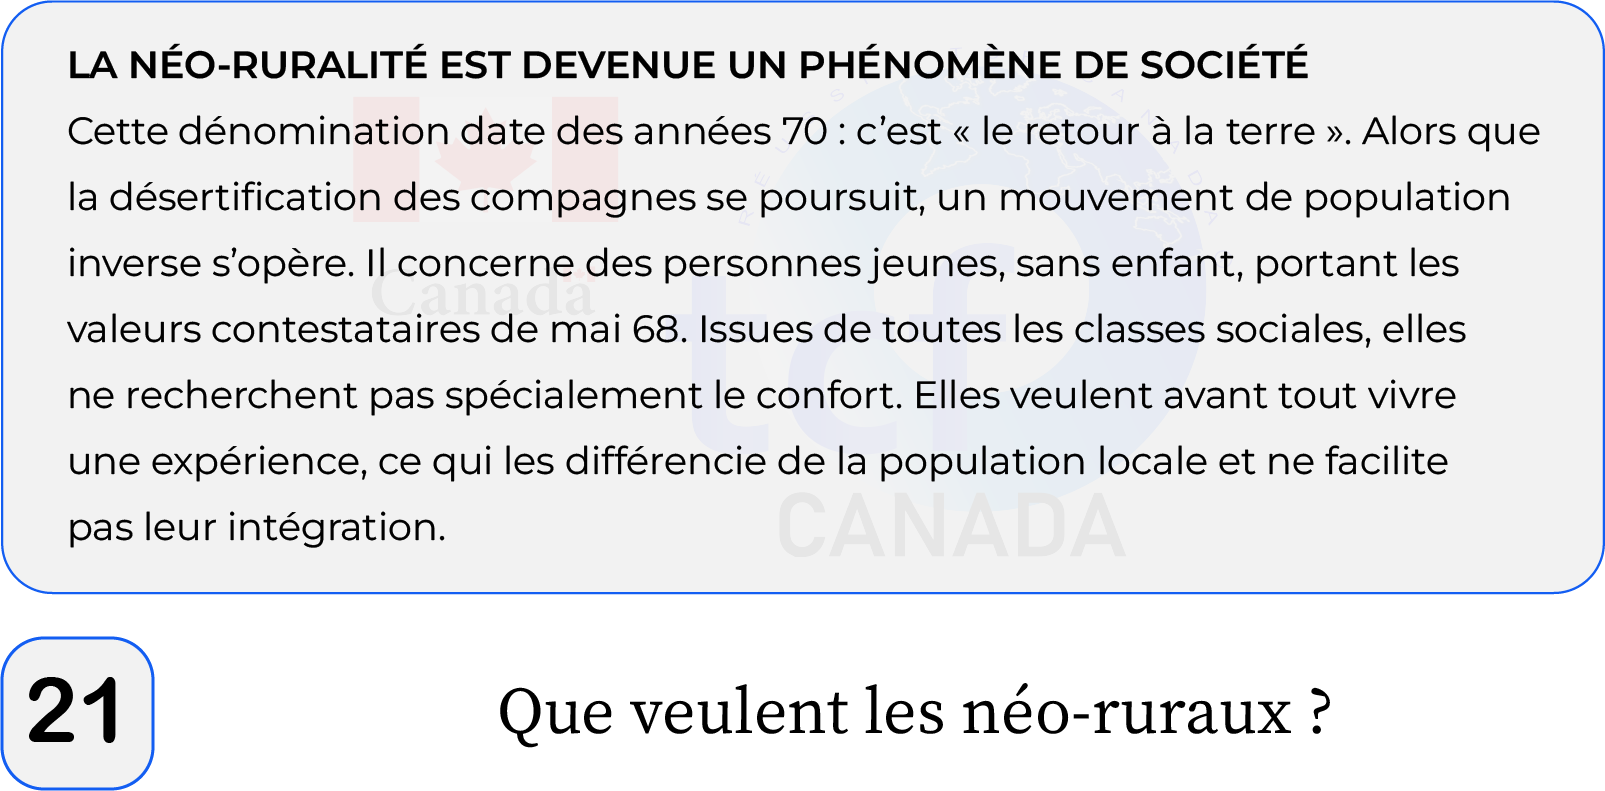 LA NÉO-RURALITÉ EST DEVENUE UN PHÉNOMÈNE DE SOCIÉTÉ
Cette dénomination date des années 70 : c’est « le retour à la terre ». Alors que
la désertification des compagnes se poursuit, un mouvement de population
inverse s’opère. Il concerne des personnes jeunes, sans enfant, portant les
valeurs contestataires de mai 68. Issues de toutes les classes sociales, elles
ne recherchent pas spécialement le confort. Elles veulent avant tout vivre
une expérience, ce qui les différencie de la population locale et ne facilite
pas leur intégration.
Canada
tcf
CANADA
21
Que veulent les néo-ruraux ?